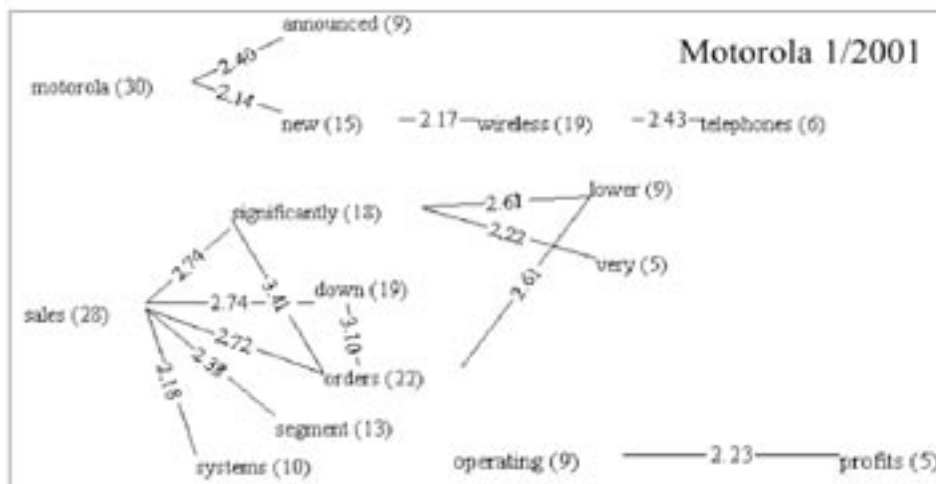 announced (9)
Motorola 1/2001
2.40
motorola (30)
2.14
new (15)
2.17
wireless (19)
2.43
telephones (6)
lower (9)
2.61
significantly (18)
2.22
2.74
very (5)
2.61
3.41
down (19)
2.74
sales (28)
3.10
2.72
2.38
orders (22)
2.18
segment (13)
systems (10)
operating (9)
2.23
profits (5)